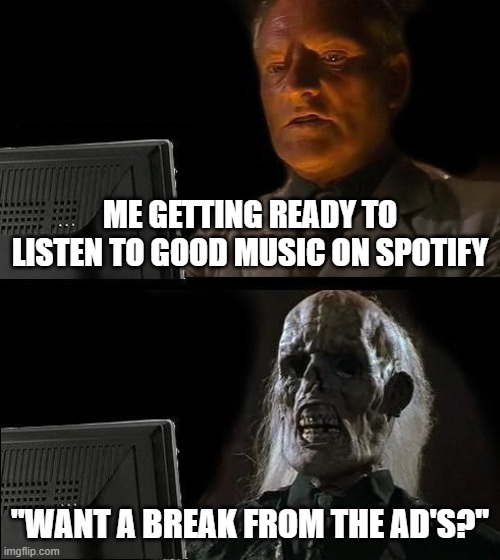 ME GETTING READY TO
LISTEN TO GOOD MUSIC ON SPOTIFY
"WANT A BREAK FROM THE AD'S?"
imgflip.com